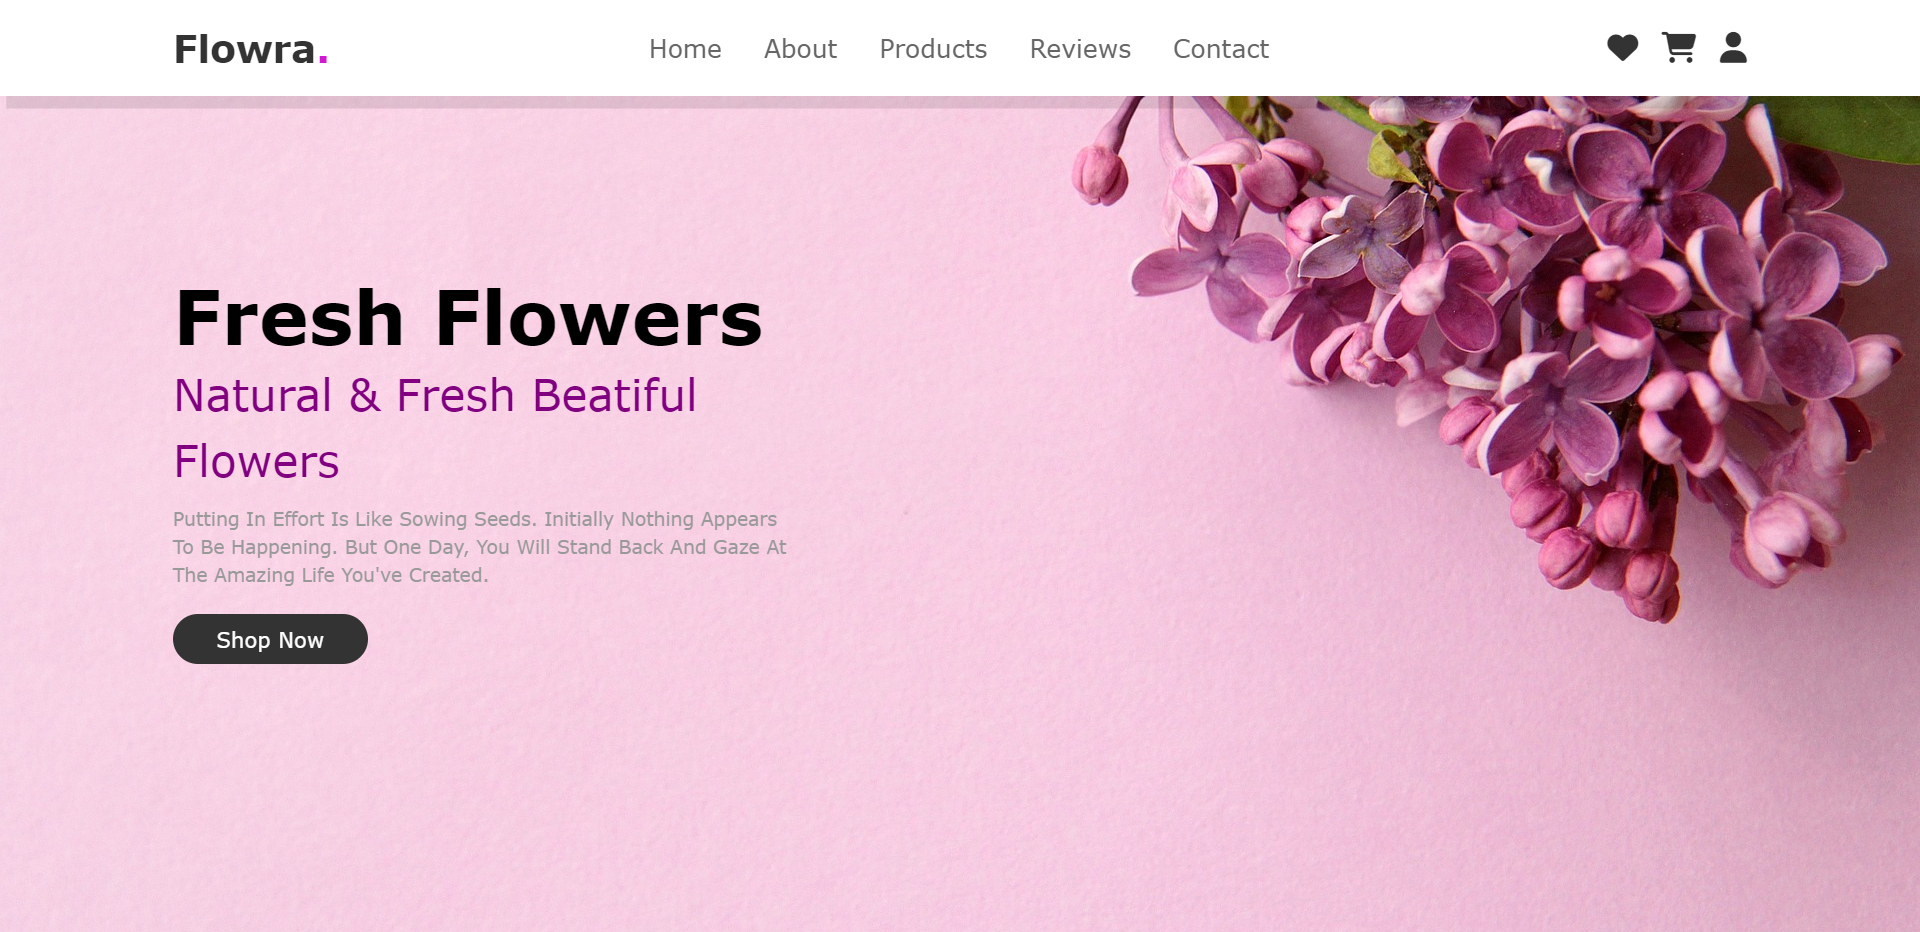 Flowra.
Home About Products Reviews Contact
Fresh Flowers
Natural & Fresh Beatiful
Flowers
Putting In Effort Is Like Sowing Seeds. Initially Nothing Appears
To Be Happening. But One Day, You Will Stand Back And Gaze At
The Amazing Life You've Created.
Shop Now